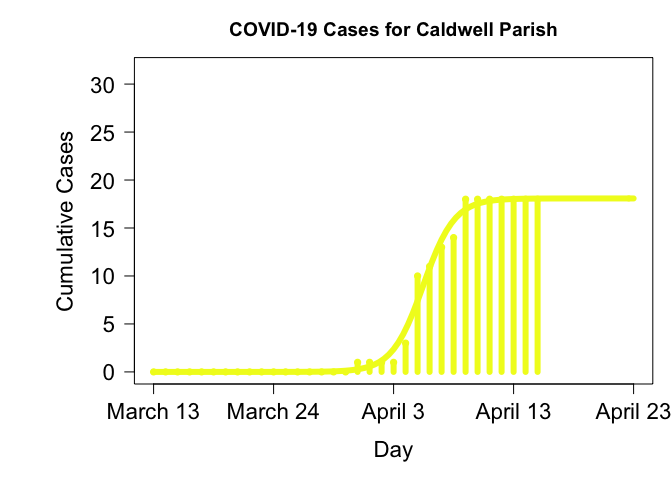 COVID-19 Cases for Caldwell Parish
Cumulative Cases
30
25
20
15
10
5
0
March 13
March 24
April 3
April 13
April 23
Day